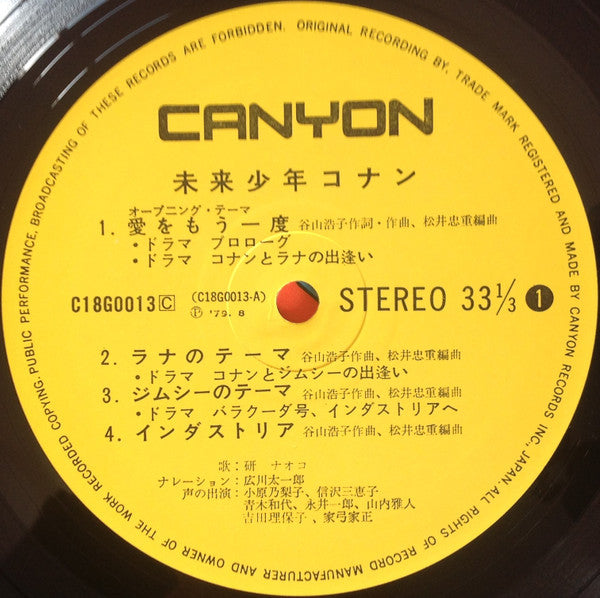 COPYING, PUBLIC PERFORMANCE, BROADCASTING OF THESE RECORDS ARE FORBIDDEN. ORIGINAL RECORDING BY, TRADE MARK REGISTERED AND MADE BY CANYON RECORDS INC, JAPAN, ALL RIGHTS OF RECORD MANUFACTURER AND OWNER OF THE WORK RECORDED
CANYON
未来少年コナン
オープニング・テーマ
1. 愛をもう一度 谷山浩子作詞・作曲、松井忠重編曲
・ドラマ プロローグ
・ドラマ コナンとラナの出逢い
C18G0013 C (C18G0013-A) STEREO 33 1/3 1
Ⓟ '79. 8
2. ラナのテーマ 谷山浩子作曲、松井忠重編曲
・ドラマ コナンとジムシーの出逢い
3. ジムシーのテーマ 谷山浩子作曲、松井忠重編曲
・ドラマ バラクーダ号、インダストリアへ
4. インダストリア 谷山浩子作曲、松井忠重編曲
歌：研 ナオコ
ナレーション：広川太一郎
声の出演：小原乃梨子、信沢三恵子
青木和代、永井一郎、山内雅人
吉田理保子、家弓家正